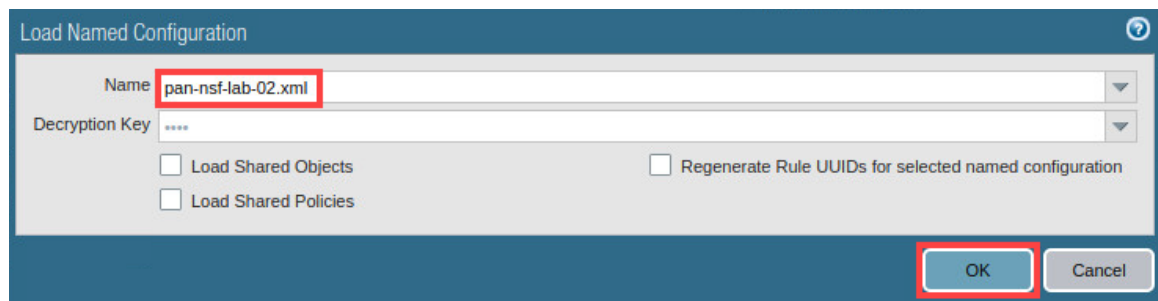 Load Named Configuration
Name pan-nsf-lab-02.xml
Decryption Key ****
Load Shared Objects Regenerate Rule UUIDs for selected named configuration
Load Shared Policies
OK Cancel